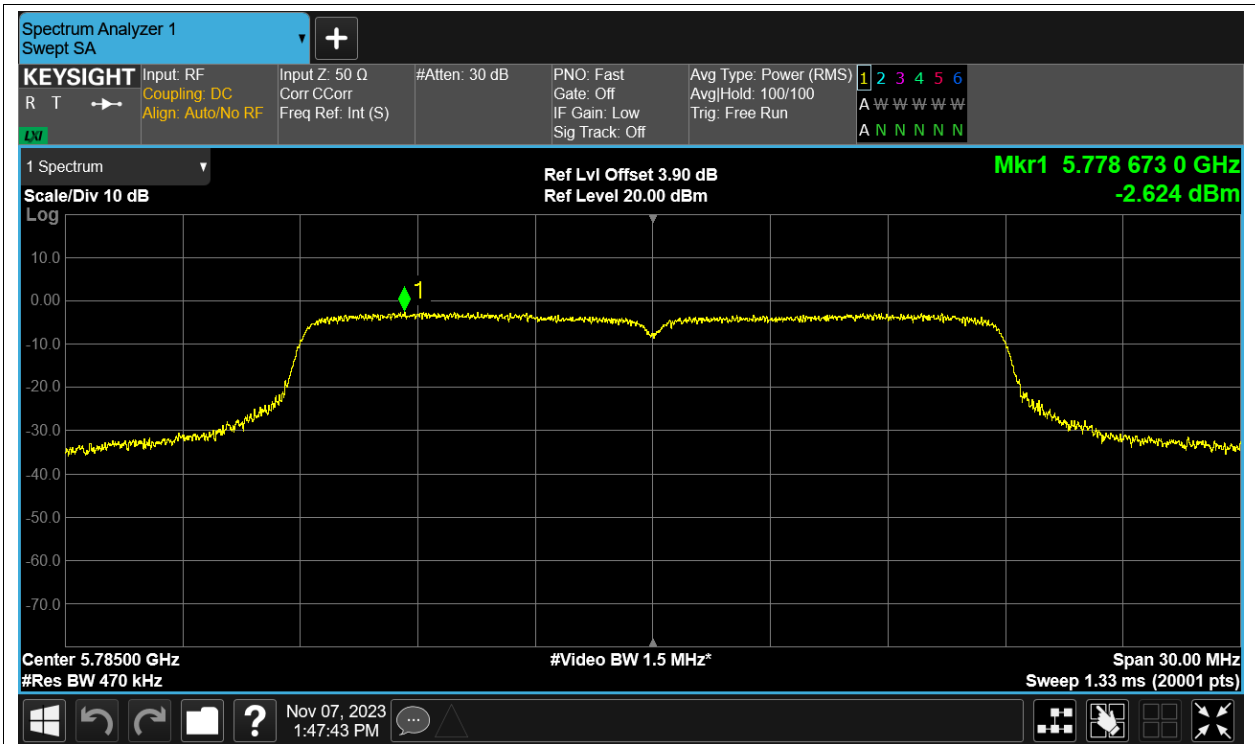 Spectrum Analyzer 1
Swept SA
KEYSIGHT
R T
LXI
Input: RF
Coupling: DC
Align: Auto/No RF
Input Z: 50 Ω
Corr CCorr
Freq Ref: Int (S)
#Atten: 30 dB
PNO: Fast
Gate: Off
IF Gain: Low
Sig Track: Off
Avg Type: Power (RMS)
Avg|Hold: 100/100
Trig: Free Run
1 2 3 4 5 6
A W W W W W
A N N N N N
1 Spectrum
Scale/Div 10 dB
Log
Ref Lvl Offset 3.90 dB
Ref Level 20.00 dBm
Mkr1 5.778 673 0 GHz
-2.624 dBm
1
10.0
0.00
-10.0
-20.0
-30.0
-40.0
-50.0
-60.0
-70.0
Center 5.78500 GHz
#Res BW 470 kHz
#Video BW 1.5 MHz*
Span 30.00 MHz
Sweep 1.33 ms (20001 pts)
?
Nov 07, 2023
1:47:43 PM